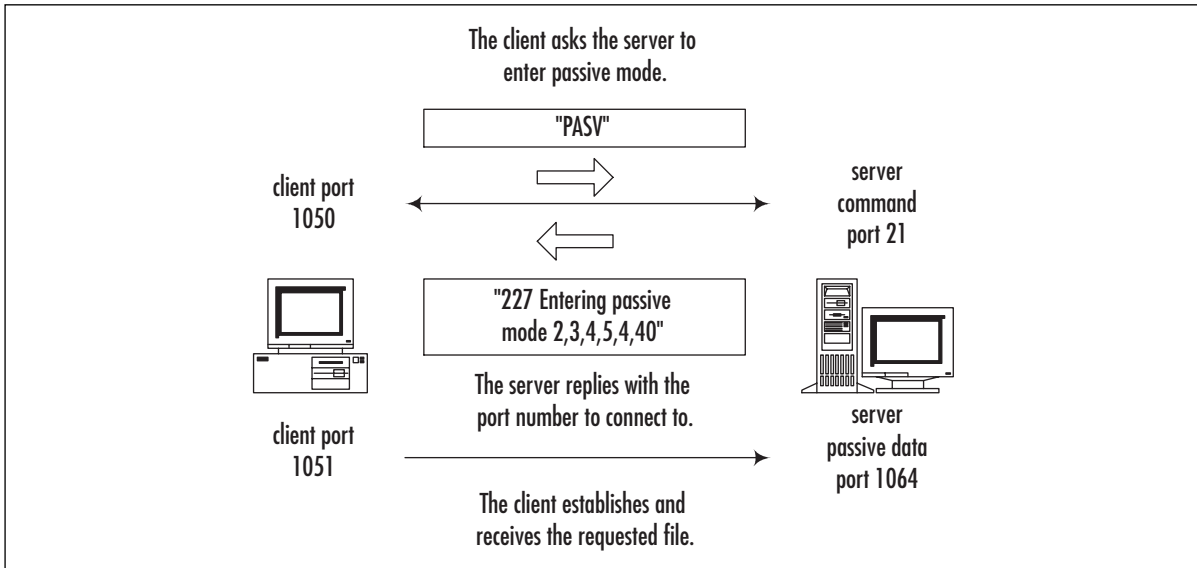 The client asks the server to
enter passive mode.
"PASV"
client port
1050
server
command
port 21
"227 Entering passive
mode 2,3,4,5,4,40"
The server replies with the
port number to connect to.
client port
1051
server
passive data
port 1064
The client establishes and
receives the requested file.